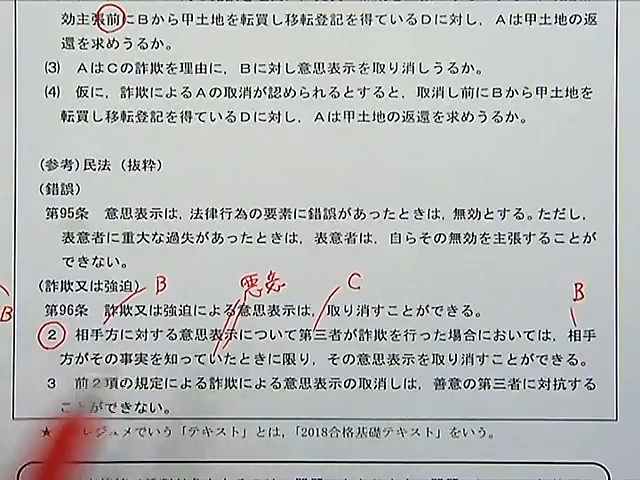 効主張前にBから甲土地を転買し移転登記を得ているDに対し，Aは甲土地の返
還を求めうるか。
(3) AはCの詐欺を理由に，Bに対し意思表示を取り消しうるか。
(4) 仮に，詐欺によるAの取消が認められるとすると，取消し前にBから甲土地を
転買し移転登記を得ているDに対し，Aは甲土地の返還を求めうるか。
(参考)民法（抜粋）
(錯誤)
第95条 意思表示は，法律行為の要素に錯誤があったときは，無効とする。ただし，
表意者に重大な過失があったときは，表意者は，自らその無効を主張することが
できない。
(詐欺又は強迫) B 悪意 C B
B 第96条 詐欺又は強迫による意思表示は，取り消すことができる。
2 相手方に対する意思表示について第三者が詐欺を行った場合においては，相手
方がその事実を知っていたときに限り，その意思表示を取り消すことができる。
3 前2項の規定による詐欺による意思表示の取消しは，善意の第三者に対抗する
ことができない。
★ レジュメでいう「テキスト」とは，「2018合格基礎テキスト」をいう。